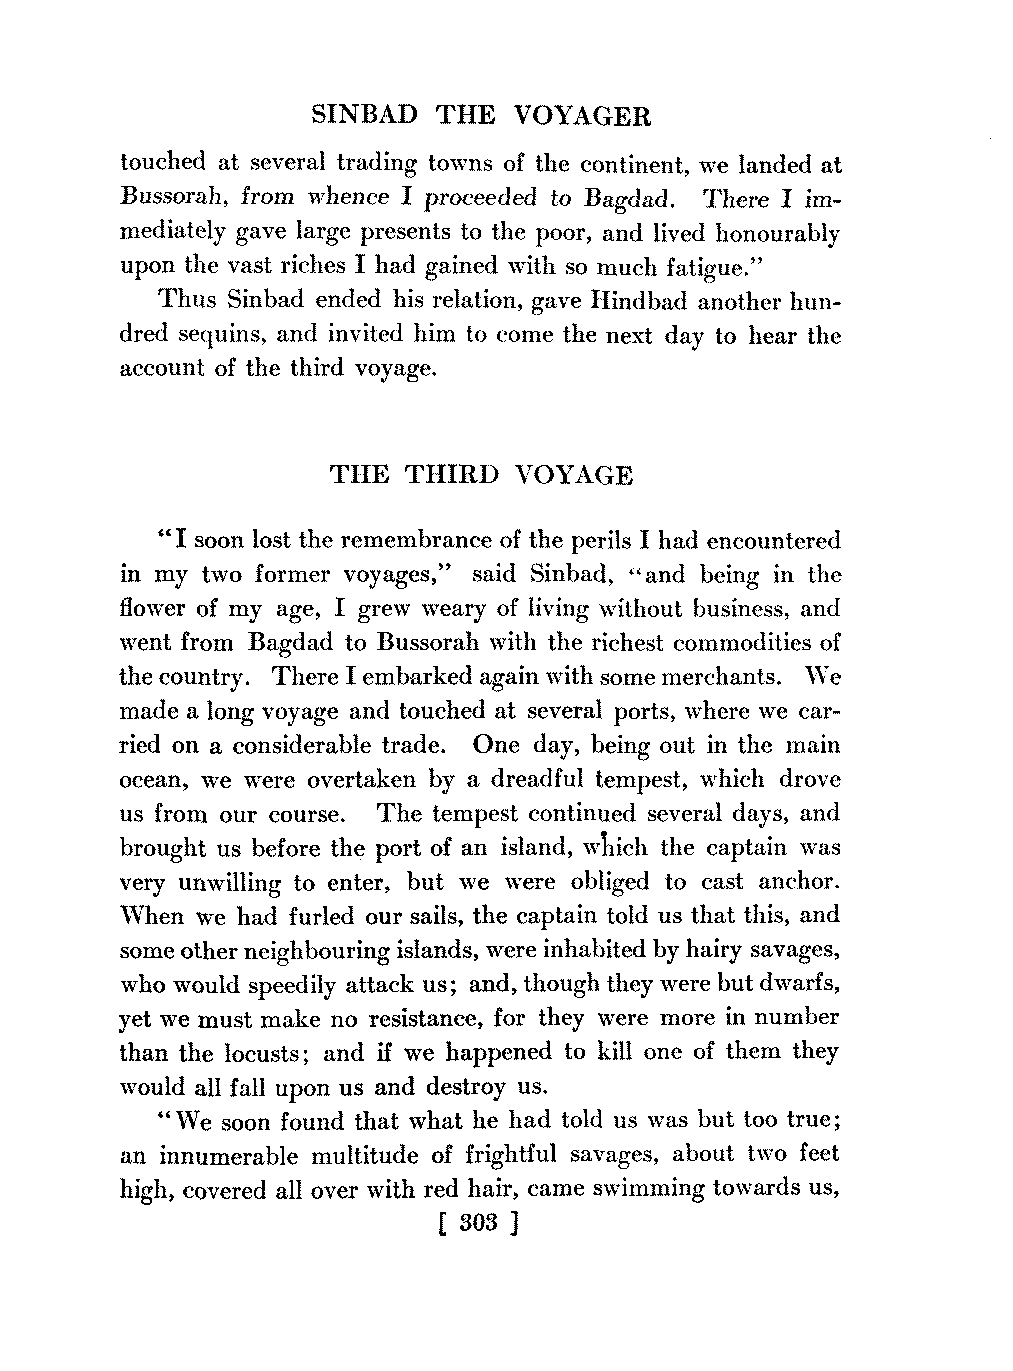 SINBAD THE VOYAGER
touched at several trading towns of the continent, we landed at
Bussorah, from whence I proceeded to Bagdad. There I im-
mediately gave large presents to the poor, and lived honourably
upon the vast riches I had gained with so much fatigue.”
Thus Sinbad ended his relation, gave Hindbad another hun-
dred sequins, and invited him to come the next day to hear the
account of the third voyage.
THE THIRD VOYAGE
“I soon lost the remembrance of the perils I had encountered
in my two former voyages,” said Sinbad, “and being in the
flower of my age, I grew weary of living without business, and
went from Bagdad to Bussorah with the richest commodities of
the country. There I embarked again with some merchants. We
made a long voyage and touched at several ports, where we car-
ried on a considerable trade. One day, being out in the main
ocean, we were overtaken by a dreadful tempest, which drove
us from our course. The tempest continued several days, and
brought us before the port of an island, which the captain was
very unwilling to enter, but we were obliged to cast anchor.
When we had furled our sails, the captain told us that this, and
some other neighbouring islands, were inhabited by hairy savages,
who would speedily attack us; and, though they were but dwarfs,
yet we must make no resistance, for they were more in number
than the locusts; and if we happened to kill one of them they
would all fall upon us and destroy us.
“We soon found that what he had told us was but too true;
an innumerable multitude of frightful savages, about two feet
high, covered all over with red hair, came swimming towards us,
[ 303 ]